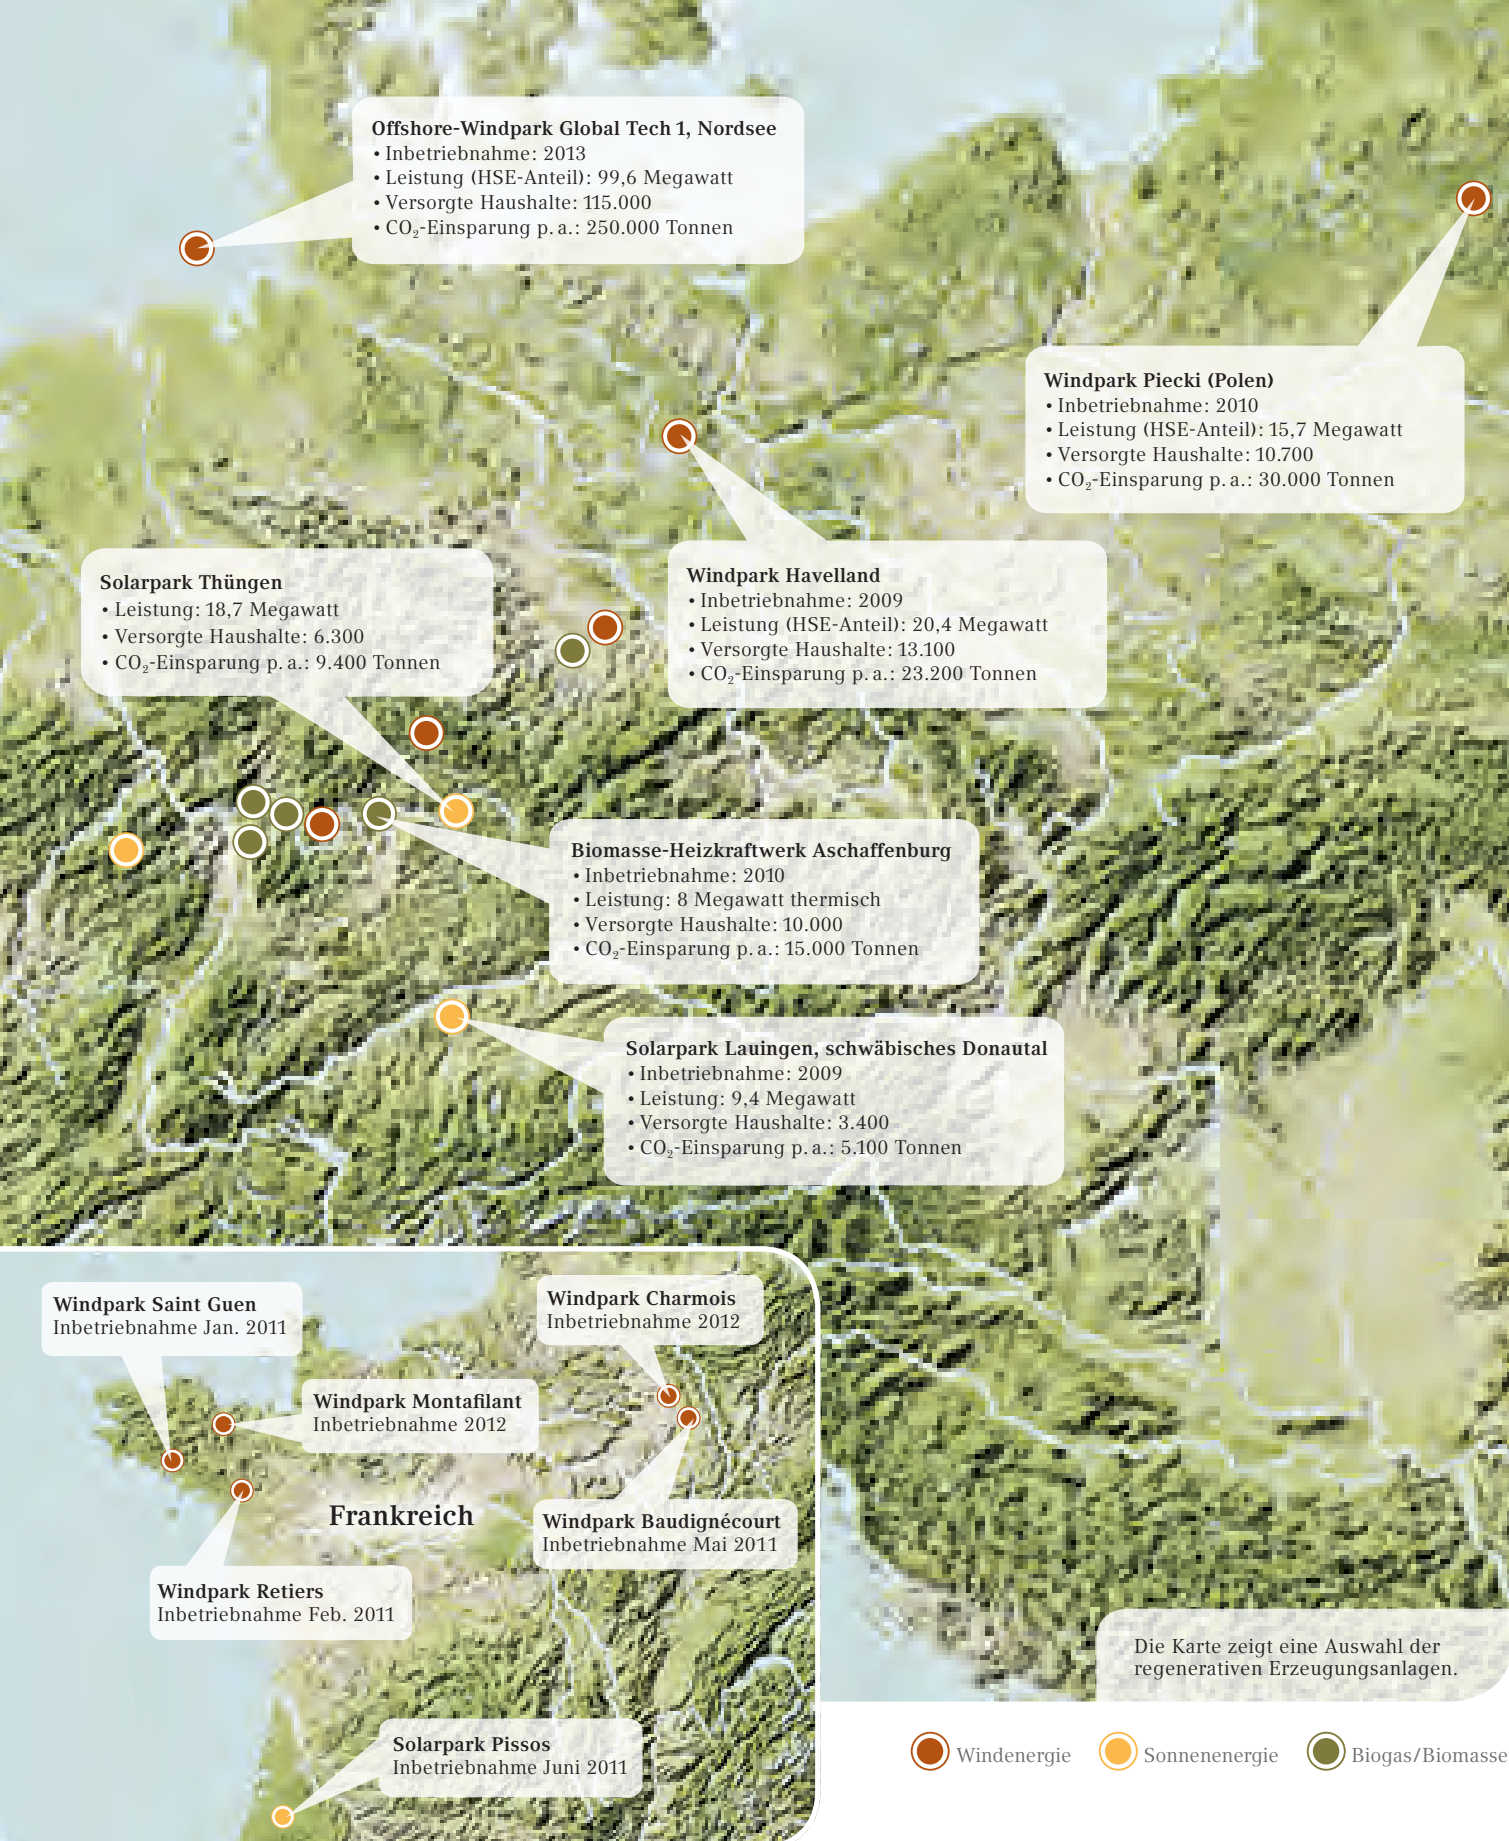 Offshore-Windpark Global Tech 1, Nordsee
• Inbetriebnahme: 2013
• Leistung (HSE-Anteil): 99,6 Megawatt
• Versorgte Haushalte: 115.000
• CO₂-Einsparung p. a.: 250.000 Tonnen
Windpark Piecki (Polen)
• Inbetriebnahme: 2010
• Leistung (HSE-Anteil): 15,7 Megawatt
• Versorgte Haushalte: 10.700
• CO₂-Einsparung p. a.: 30.000 Tonnen
Solarpark Thüngen
• Leistung: 18,7 Megawatt
• Versorgte Haushalte: 6.300
• CO₂-Einsparung p. a.: 9.400 Tonnen
Windpark Havelland
• Inbetriebnahme: 2009
• Leistung (HSE-Anteil): 20,4 Megawatt
• Versorgte Haushalte: 13.100
• CO₂-Einsparung p. a.: 23.200 Tonnen
Biomasse-Heizkraftwerk Aschaffenburg
• Inbetriebnahme: 2010
• Leistung: 8 Megawatt thermisch
• Versorgte Haushalte: 10.000
• CO₂-Einsparung p. a.: 15.000 Tonnen
Solarpark Lauingen, schwäbisches Donautal
• Inbetriebnahme: 2009
• Leistung: 9,4 Megawatt
• Versorgte Haushalte: 3.400
• CO₂-Einsparung p. a.: 5.100 Tonnen
Windpark Saint Guen
Inbetriebnahme Jan. 2011
Windpark Charmois
Inbetriebnahme 2012
Windpark Montafilant
Inbetriebnahme 2012
Frankreich
Windpark Baudignécourt
Inbetriebnahme Mai 2011
Windpark Retiers
Inbetriebnahme Feb. 2011
Solarpark Pissos
Inbetriebnahme Juni 2011
Die Karte zeigt eine Auswahl der
regenerativen Erzeugungsanlagen.
Windenergie
Sonnenenergie
Biogas/Biomasse